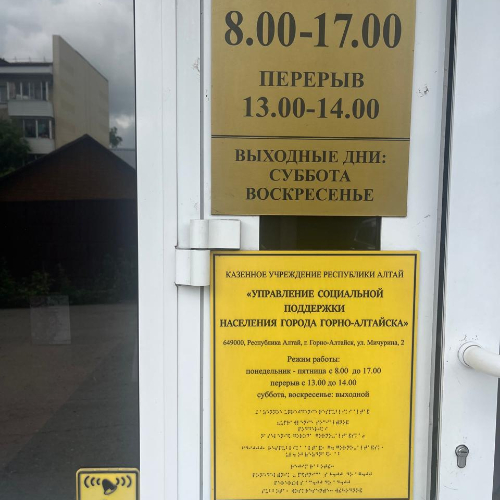 8.00-17.00
ПЕРЕРЫВ
13.00-14.00
ВЫХОДНЫЕ ДНИ:
СУББОТА
ВОСКРЕСЕНЬЕ
КАЗЕННОЕ УЧРЕЖДЕНИЕ РЕСПУБЛИКИ АЛТАЙ
«УПРАВЛЕНИЕ СОЦИАЛЬНОЙ
ПОДДЕРЖКИ
НАСЕЛЕНИЯ ГОРОДА ГОРНО-АЛТАЙСКА»
649000, Республика Алтай, г. Горно-Алтайск, ул. Мичурина, 2
Режим работы:
понедельник - пятница с 8.00 до 17.00
перерыв с 13.00 до 14.00
суббота, воскресенье: выходной